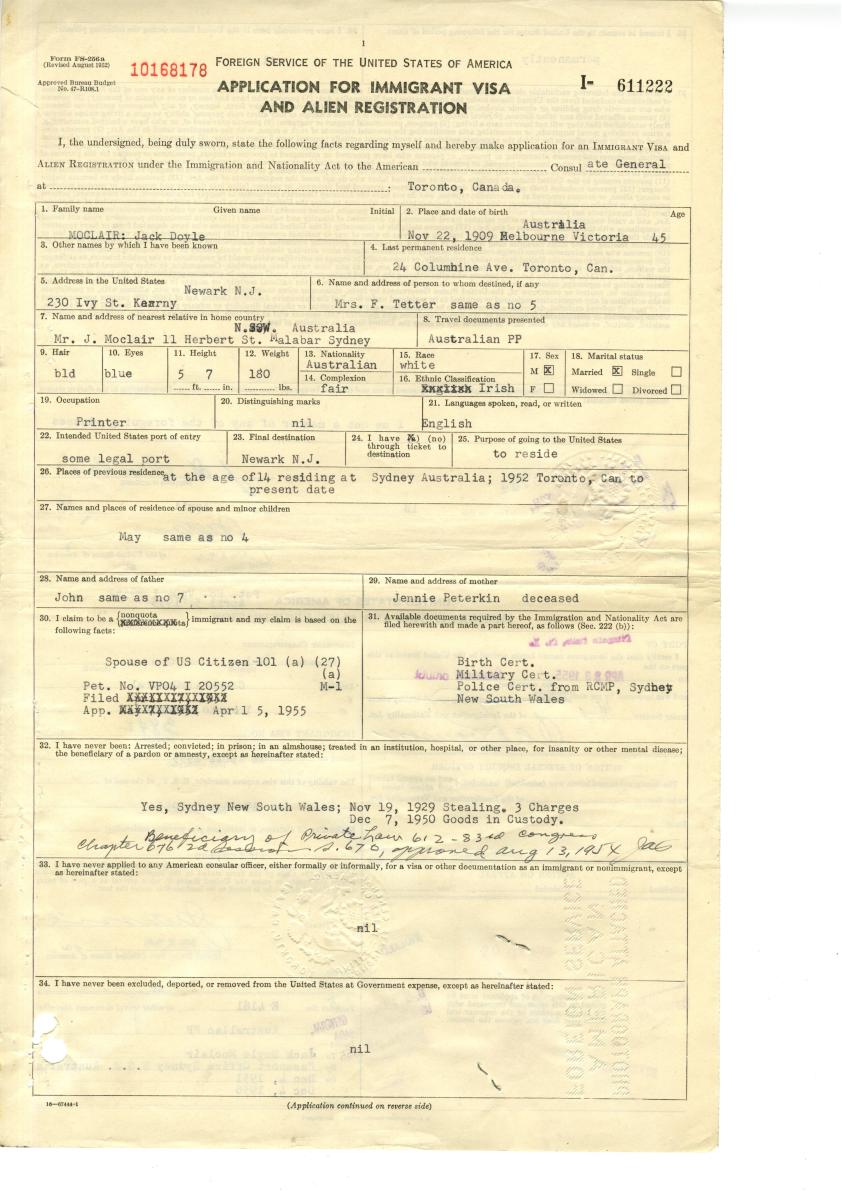 1
Form FS-256a
(Revised August 1952)
Approved Bureau Budget
No. 47-R108.1
10168178
FOREIGN SERVICE OF THE UNITED STATES OF AMERICA
APPLICATION FOR IMMIGRANT VISA
AND ALIEN REGISTRATION
I- 611222
I, the undersigned, being duly sworn, state the following facts regarding myself and hereby make application for an IMMIGRANT VISA and
ALIEN REGISTRATION under the Immigration and Nationality Act to the American Consul ate General
at : Toronto, Canada.
1. Family name Given name Initial
MOCLAIR: Jack Doyle
2. Place and date of birth Age
Australia
Nov 22, 1909 Melbourne Victoria 45
3. Other names by which I have been known
4. Last permanent residence
24 Columbine Ave. Toronto, Can.
5. Address in the United States
Newark N.J.
230 Ivy St. Kearny
6. Name and address of person to whom destined, if any
Mrs. F. Tetter same as no 5
7. Name and address of nearest relative in home country
N.S.W. Australia
Mr. J. Moclair 11 Herbert St. Malabar Sydney
8. Travel documents presented
Australian PP
9. Hair
bld
10. Eyes
blue
11. Height
5 7
ft. in.
12. Weight
180
lbs.
13. Nationality
Australian
14. Complexion
fair
15. Race
white
16. Ethnic Classification
Irish
17. Sex
M X
F
18. Marital status
Married X Single
Widowed Divorced
19. Occupation
Printer
20. Distinguishing marks
nil
21. Languages spoken, read, or written
English
22. Intended United States port of entry
some legal port
23. Final destination
Newark N.J.
24. I have (no)
through ticket to
destination
25. Purpose of going to the United States
to reside
26. Places of previous residence
at the age of 14 residing at Sydney Australia; 1952 Toronto, Can to
present date
27. Names and places of residence of spouse and minor children
May same as no 4
28. Name and address of father
John same as no 7
29. Name and address of mother
Jennie Peterkin deceased
30. I claim to be a {nonquota} immigrant and my claim is based on the
following facts:
Spouse of US Citizen 101 (a) (27)
(a)
Pet. No. VP04 I 20552 M-1
Filed
App. Apr 1 5, 1955
31. Available documents required by the Immigration and Nationality Act are
filed herewith and made a part hereof, as follows (Sec. 222 (b)):
Birth Cert.
Military Cert.
Police Cert. from RCMP, Sydney
New South Wales
32. I have never been: Arrested; convicted; in prison; in an almshouse; treated in an institution, hospital, or other place, for insanity or other mental disease;
the beneficiary of a pardon or amnesty, except as hereinafter stated:
Yes, Sydney New South Wales; Nov 19, 1929 Stealing. 3 Charges
Dec 7, 1950 Goods in Custody.
Beneficiary of Private Law 612 - 83rd Congress
Chapter 676 2d Session - S. 670, approved Aug 13, 1954
33. I have never applied to any American consular officer, either formally or informally, for a visa or other documentation as an immigrant or nonimmigrant, except
as hereinafter stated:
nil
34. I have never been excluded, deported, or removed from the United States at Government expense, except as hereinafter stated:
nil
16—67444-1
(Application continued on reverse side)